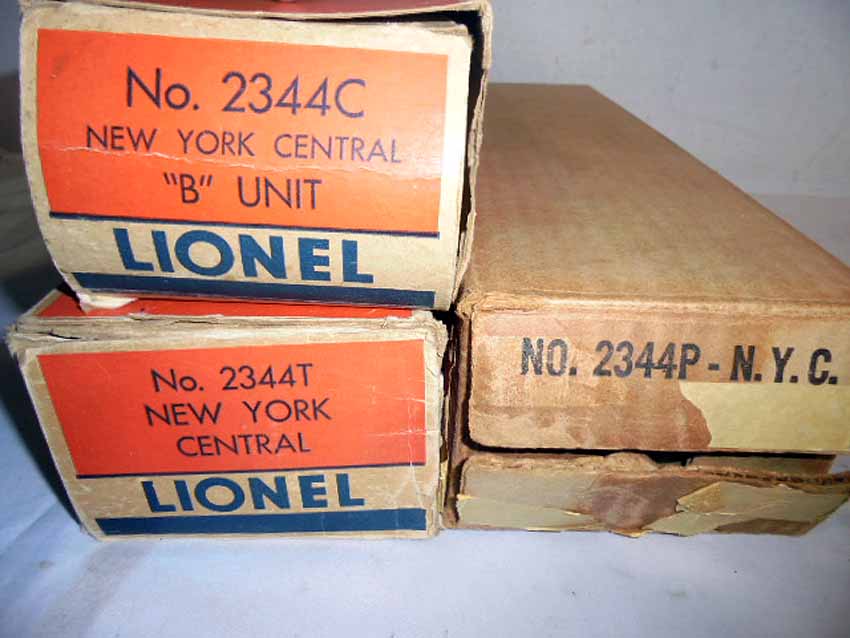 No. 2344C
NEW YORK CENTRAL
"B" UNIT
LIONEL
No. 2344T
NEW YORK
CENTRAL
LIONEL
NO. 2344P - N.Y.C.